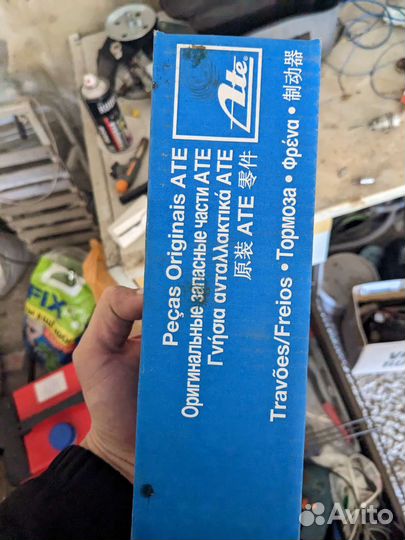 Ate
Peças Originais ATE
Оригинальные запасные части ATE
Γνήσια ανταλλακτικά ATE
原装 ATE 零件
Travões/Freios • Тормоза • Φρένα • 制动器
FIX
Avito